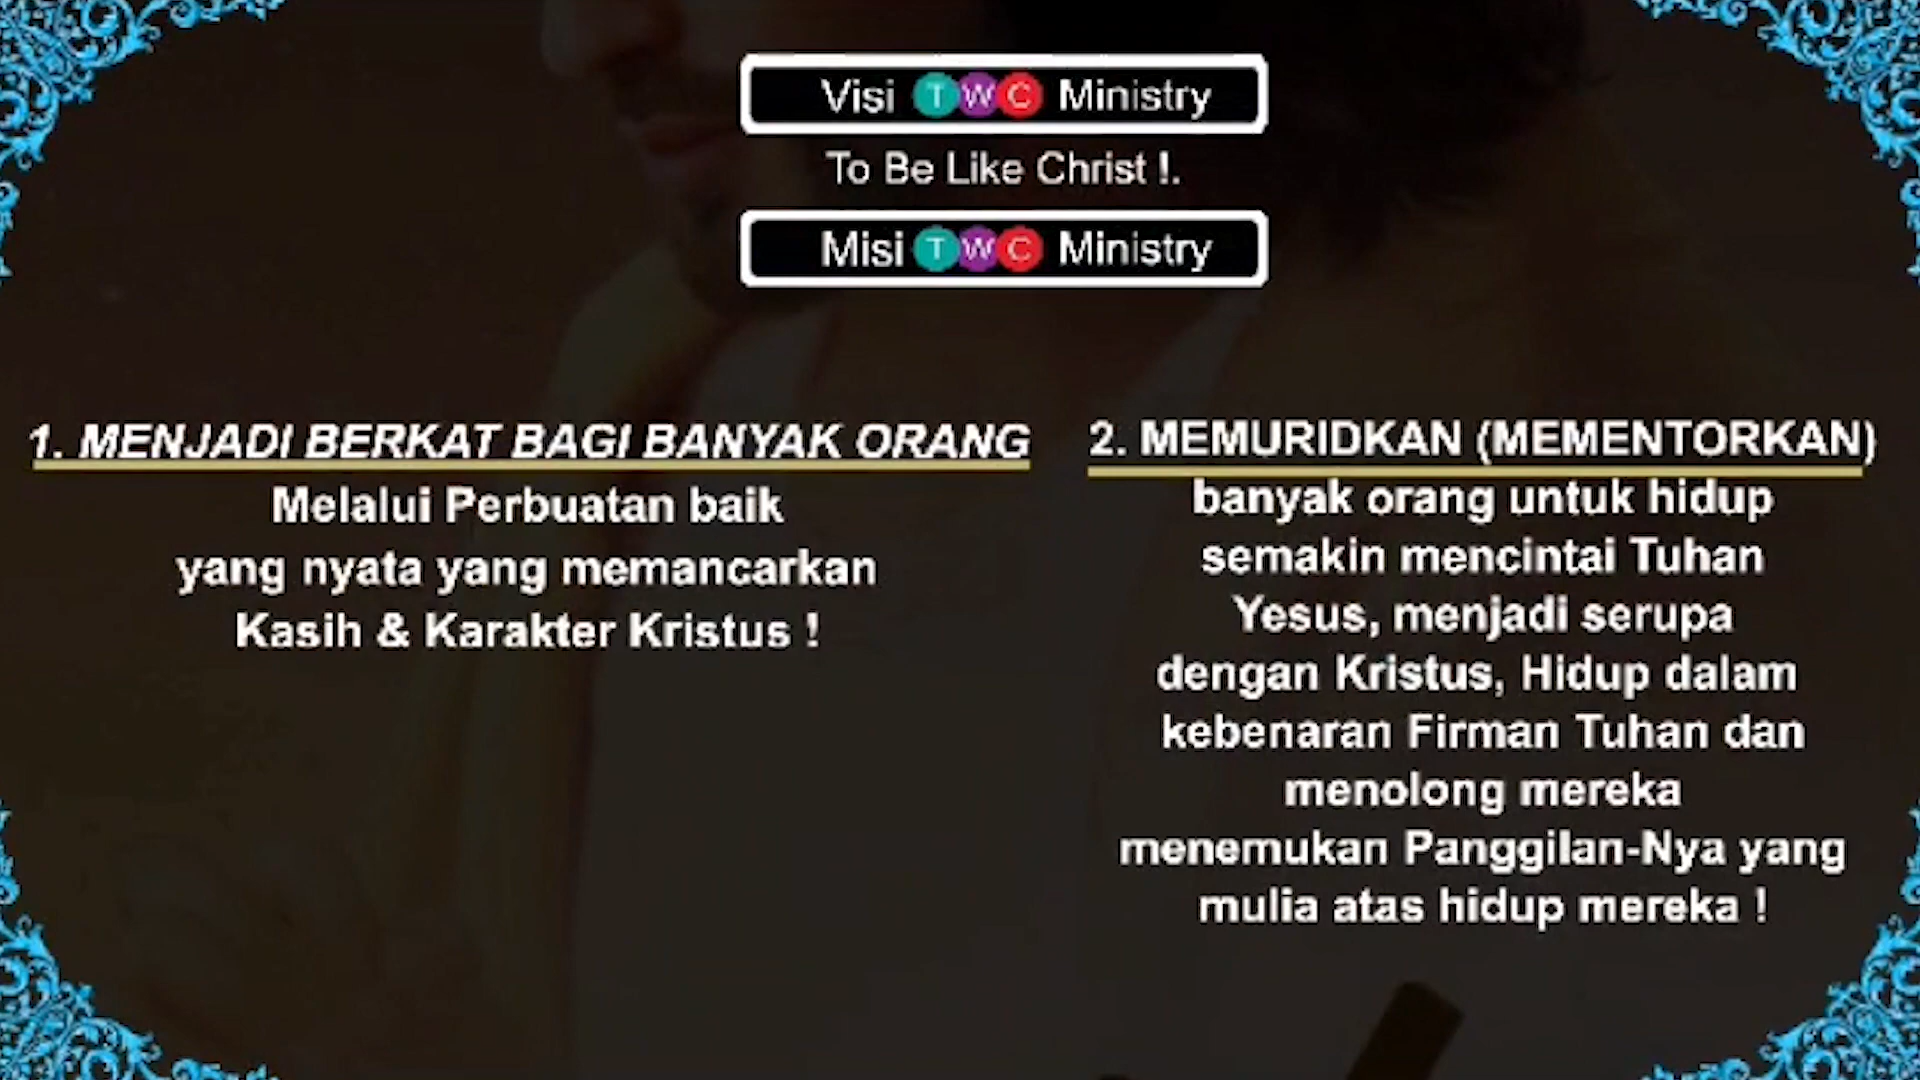 Visi TWC Ministry
To Be Like Christ !.
Misi TWC Ministry
1. MENJADI BERKAT BAGI BANYAK ORANG
Melalui Perbuatan baik
yang nyata yang memancarkan
Kasih & Karakter Kristus !
2. MEMURIDKAN (MEMENTORKAN)
banyak orang untuk hidup
semakin mencintai Tuhan
Yesus, menjadi serupa
dengan Kristus, Hidup dalam
kebenaran Firman Tuhan dan
menolong mereka
menemukan Panggilan-Nya yang
mulia atas hidup mereka !